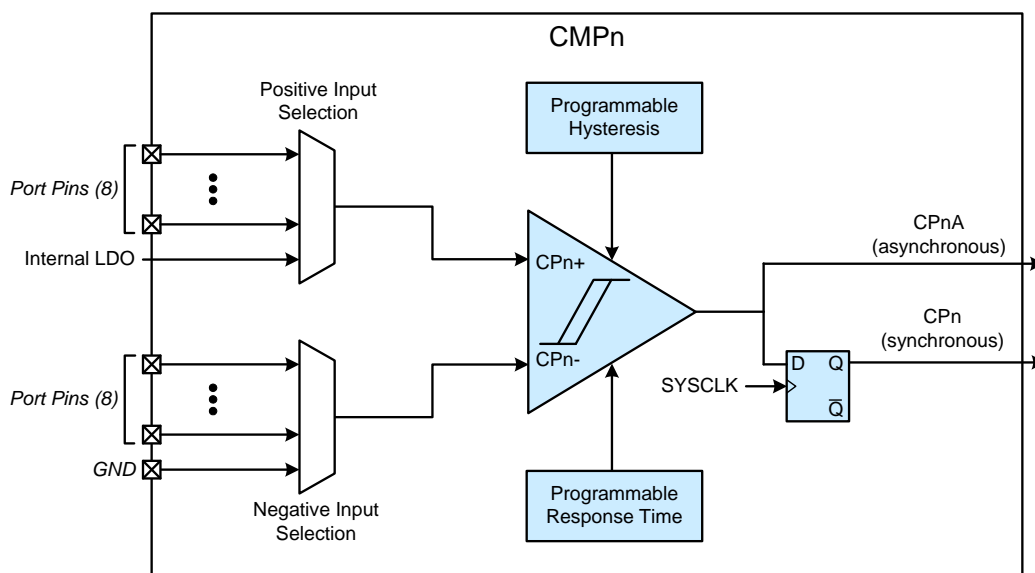 CMPn
Positive Input
Selection
Programmable
Hysteresis
Port Pins (8)
Internal LDO
CPn+
CPnA
(asynchronous)
CPn
(synchronous)
CPn-
D Q
Q̅
SYSCLK
Port Pins (8)
GND
Negative Input
Selection
Programmable
Response Time